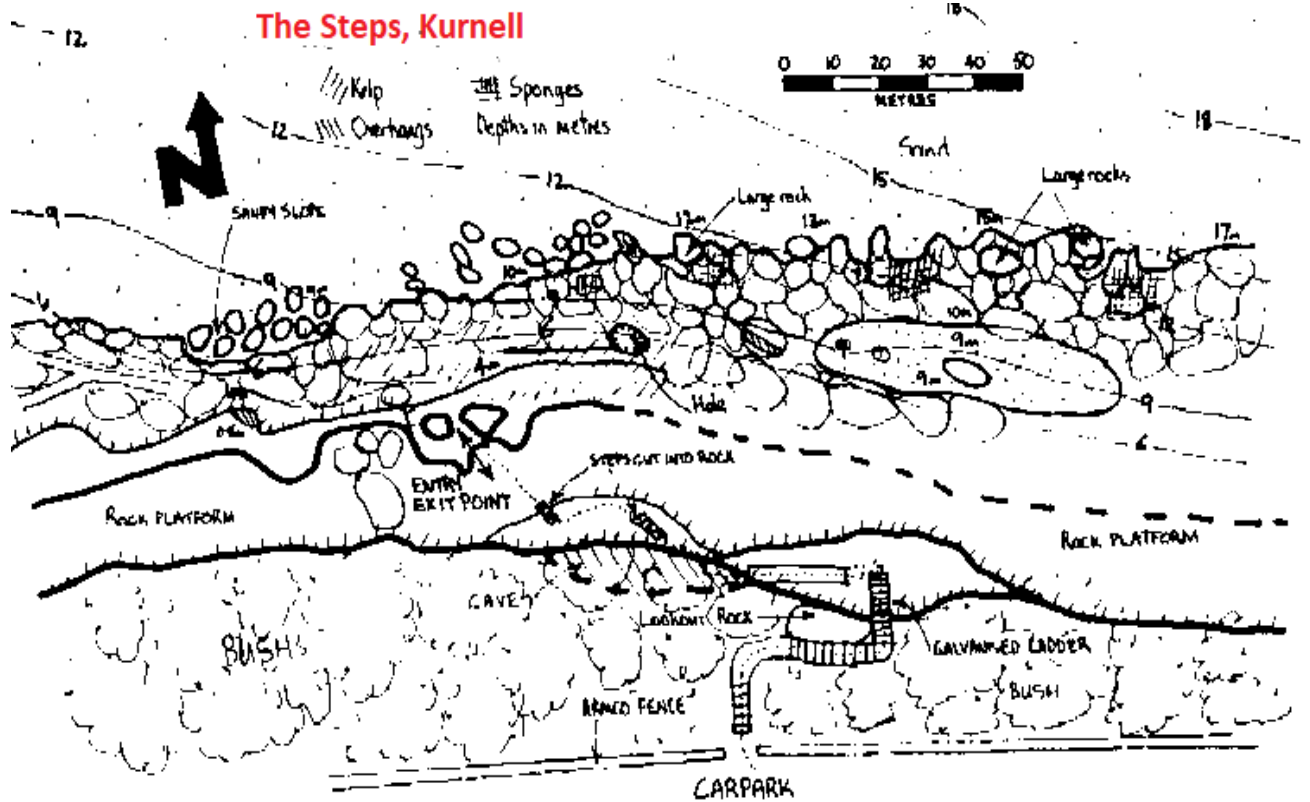 The Steps, Kurnell
12
18
0 10 20 30 40 50
METRES
Kelp
Sponges
Overhangs
Depths in metres
12
18
N
Sand
15
12
Large rock
Large rocks
SANDY SLOPE
9
12m
15m
17m
9
10m
10m
9m
4m
9m
9
Hole
6
STEPS CUT INTO ROCK
ENTRY
EXIT POINT
ROCK PLATFORM
ROCK PLATFORM
CAVE
LOOKOUT ROCK
GALVANISED LADDER
BUSH
BUSH
FENCE
CARPARK